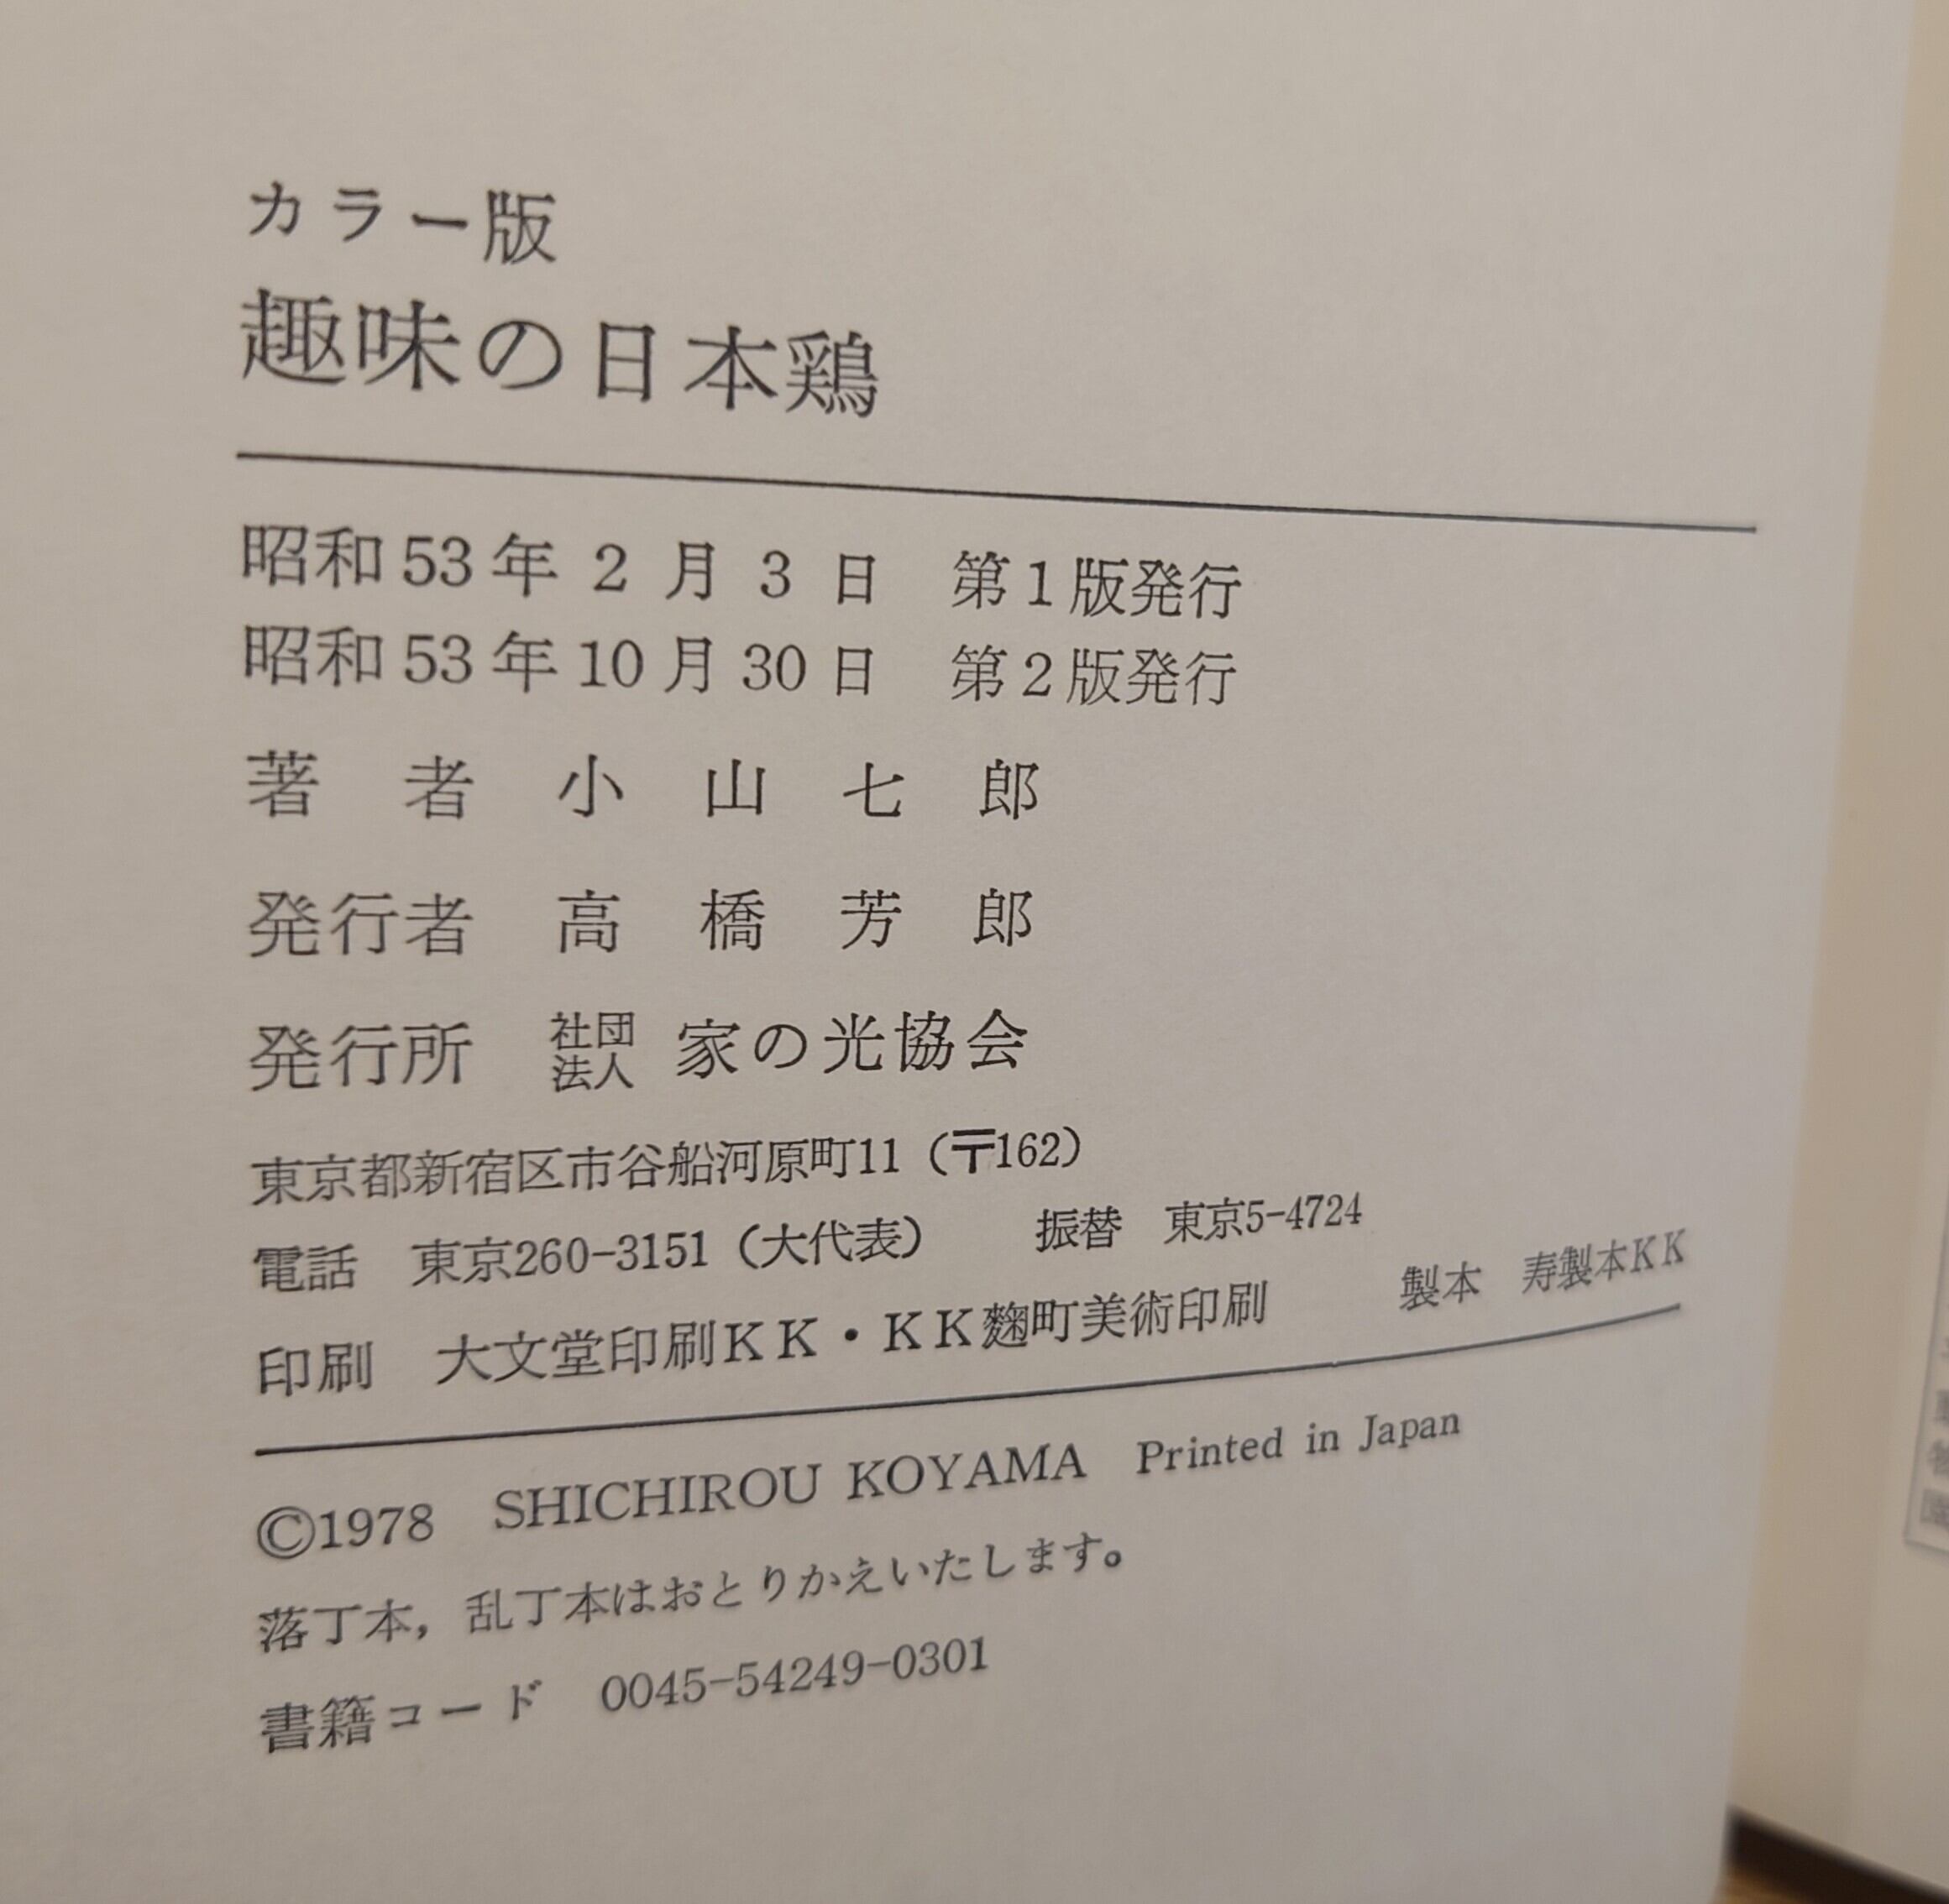 カラー版
趣味の日本鶏
昭和53年 2 月 3 日 第1版発行
昭和53年10月30日 第2版発行
著 者 小 山 七 郎
発行者 高 橋 芳 郎
発行所 社団法人 家の光協会
東京都新宿区市谷船河原町11（〒162）
電話 東京260-3151（大代表） 振替 東京5-4724
印刷 大文堂印刷KK・KK麴町美術印刷 製本 寿製本KK
©1978 SHICHIROU KOYAMA Printed in Japan
落丁本，乱丁本はおとりかえいたします。
書籍コード 0045-54249-0301